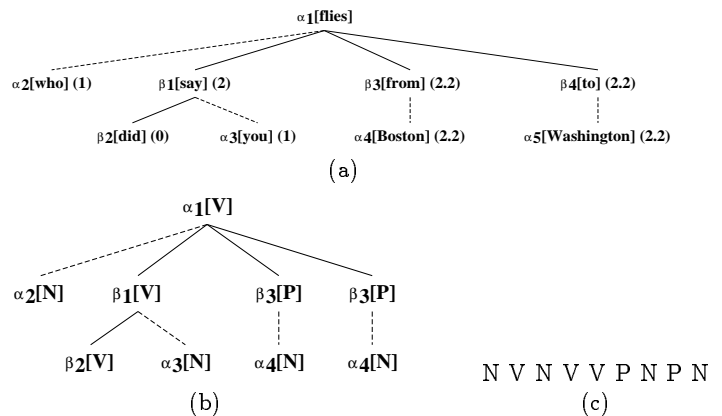 α1[flies]
α2[who] (1) β1[say] (2) β3[from] (2.2) β4[to] (2.2)
β2[did] (0) α3[you] (1) α4[Boston] (2.2) α5[Washington] (2.2)
(a)
α1[V]
α2[N] β1[V] β3[P] β3[P]
β2[V] α3[N] α4[N] α4[N]
N V N V V P N P N
(b) (c)